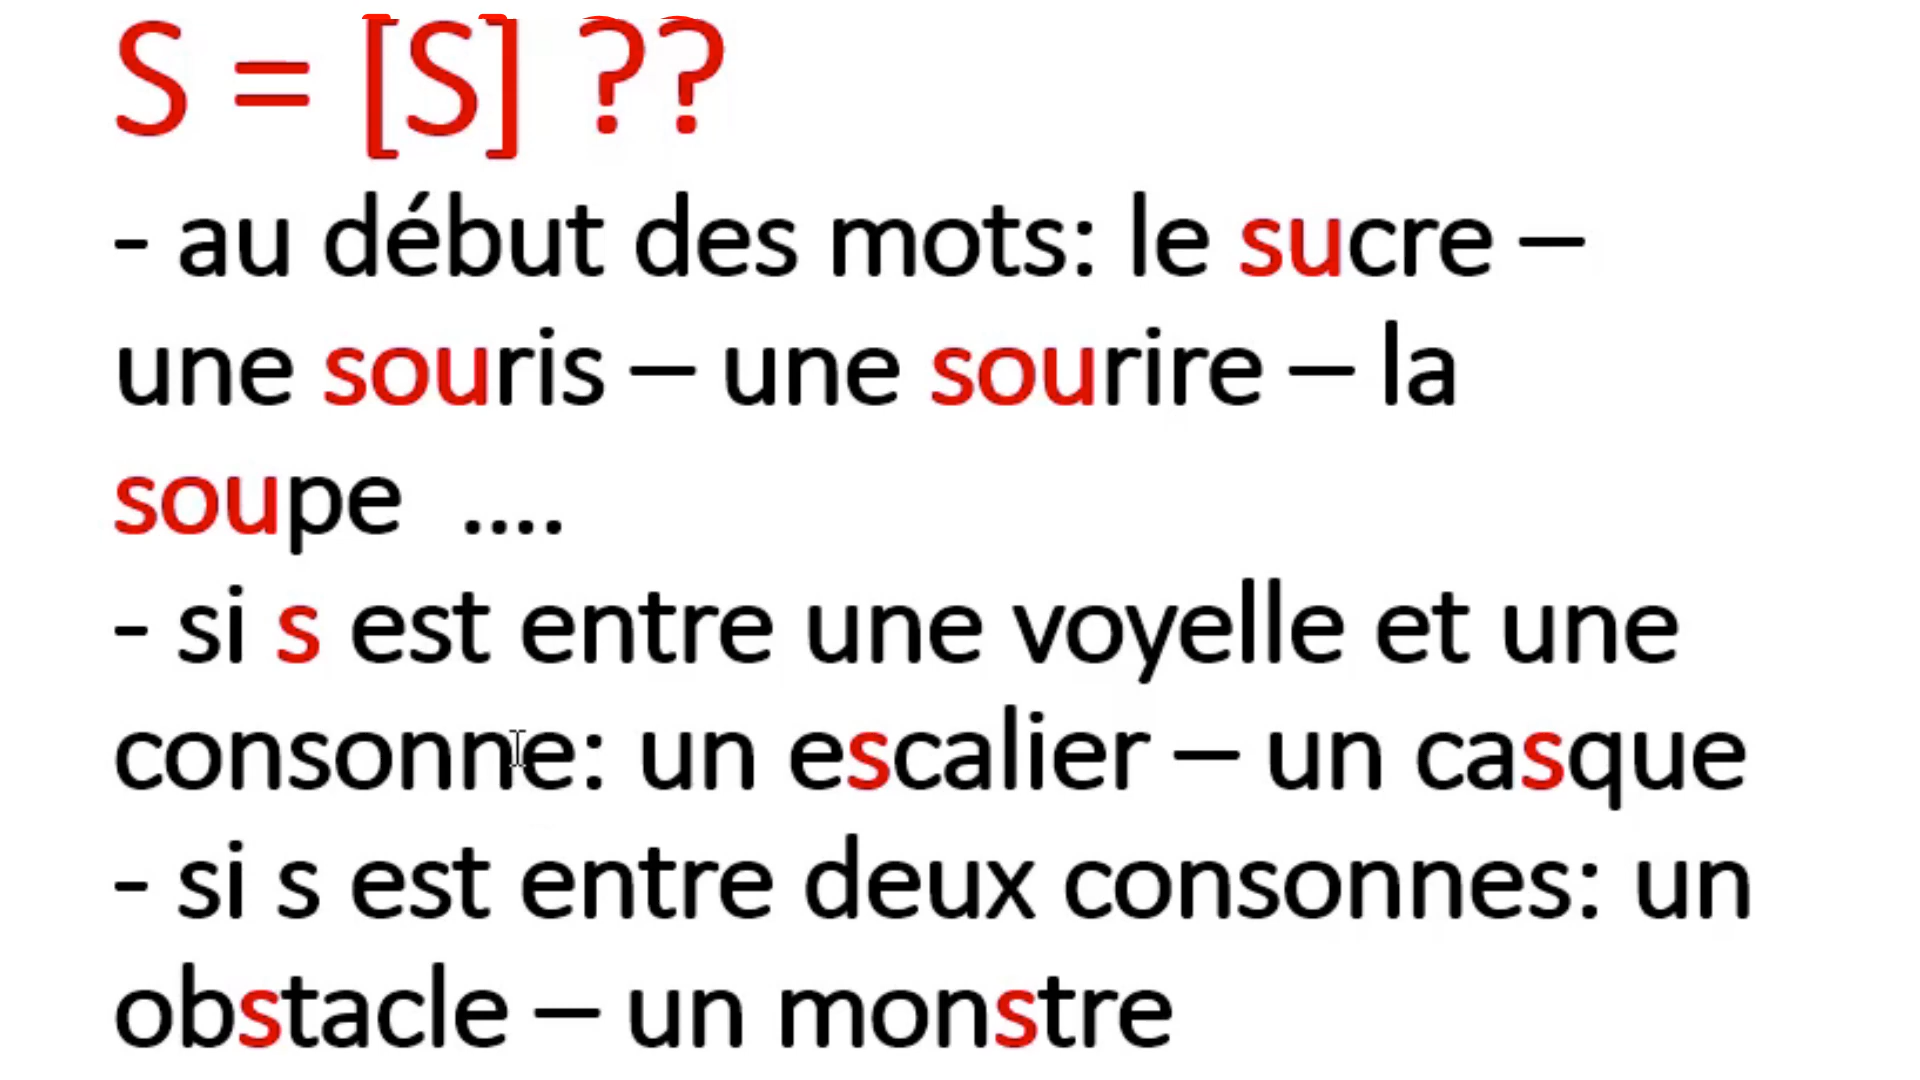 S = [S] ??
- au début des mots: le sucre –
une souris – une sourire – la
soupe ....
- si s est entre une voyelle et une
consonne: un escalier – un casque
- si s est entre deux consonnes: un
obstacle – un monstre